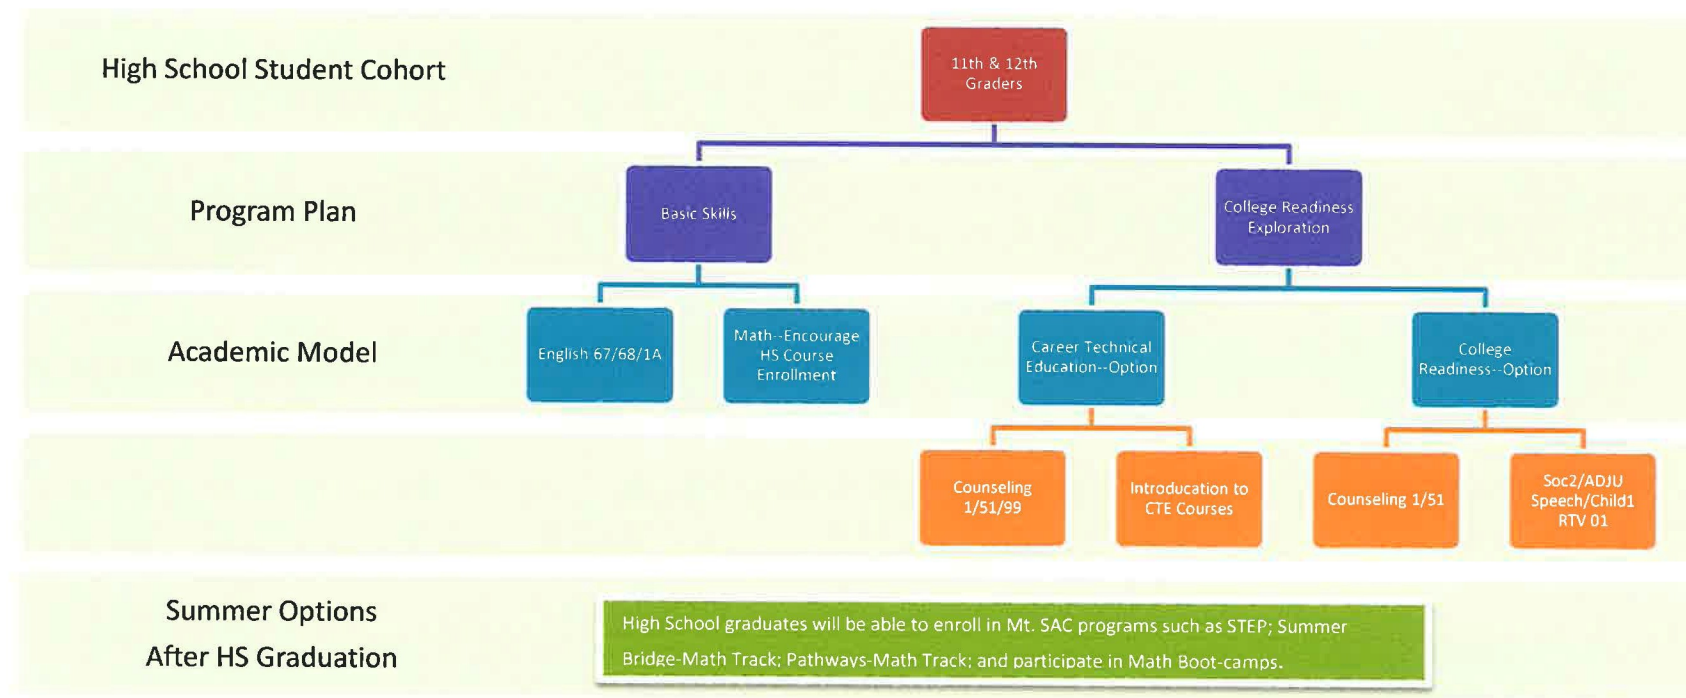 High School Student Cohort
11th & 12th
Graders
Program Plan
Basic Skills
College Readiness
Exploration
Academic Model
English 67/68/1A
Math--Encourage
HS Course
Enrollment
Career Technical
Education--Option
College
Readiness--Option
Counseling
1/51/99
Introducation to
CTE Courses
Counseling 1/51
Soc2/ADJU
Speech/Child1
RTV 01
Summer Options
After HS Graduation
High School graduates will be able to enroll in Mt. SAC programs such as STEP; Summer
Bridge-Math Track; Pathways-Math Track; and participate in Math Boot-camps.